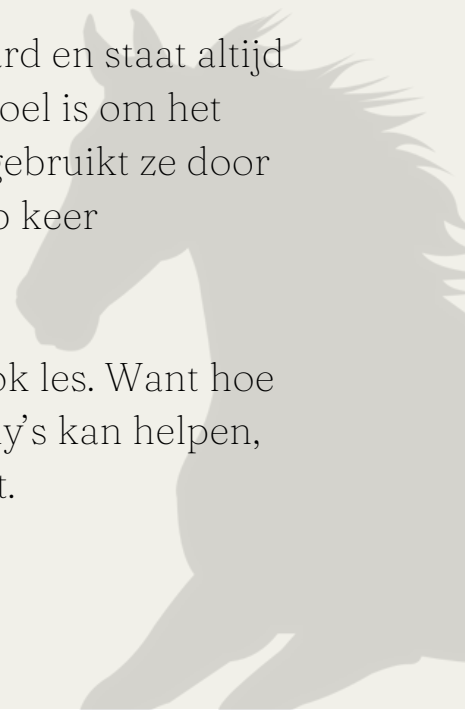 rd en staat altijd
oel is om het
gebruikt ze door
o keer
ok les. Want hoe
y's kan helpen,
t.